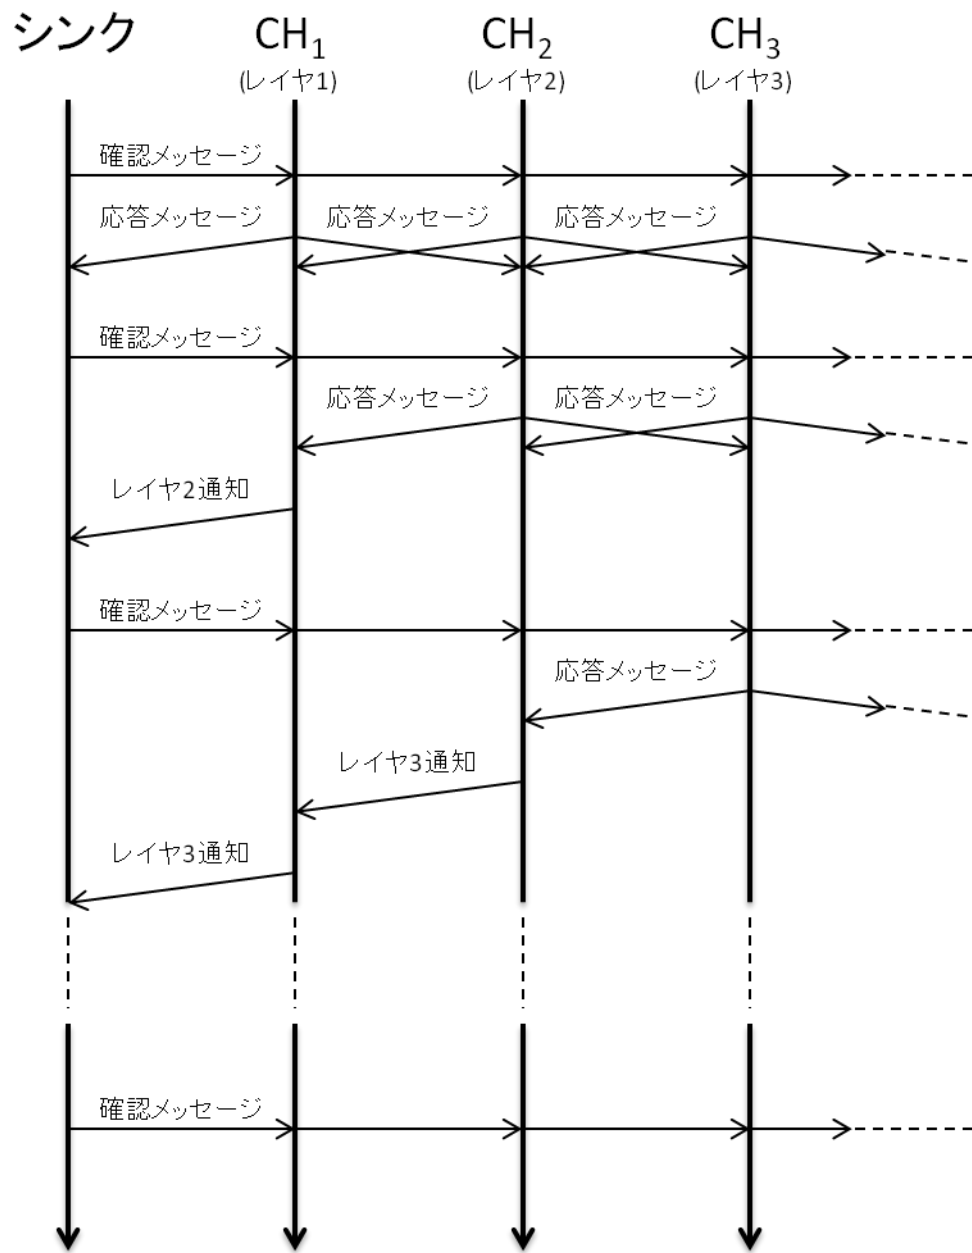 シンク CH₁ CH₂ CH₃
(レイヤ1) (レイヤ2) (レイヤ3)
確認メッセージ
応答メッセージ 応答メッセージ 応答メッセージ
確認メッセージ
応答メッセージ 応答メッセージ
レイヤ2通知
確認メッセージ
応答メッセージ
レイヤ3通知
レイヤ3通知
確認メッセージ